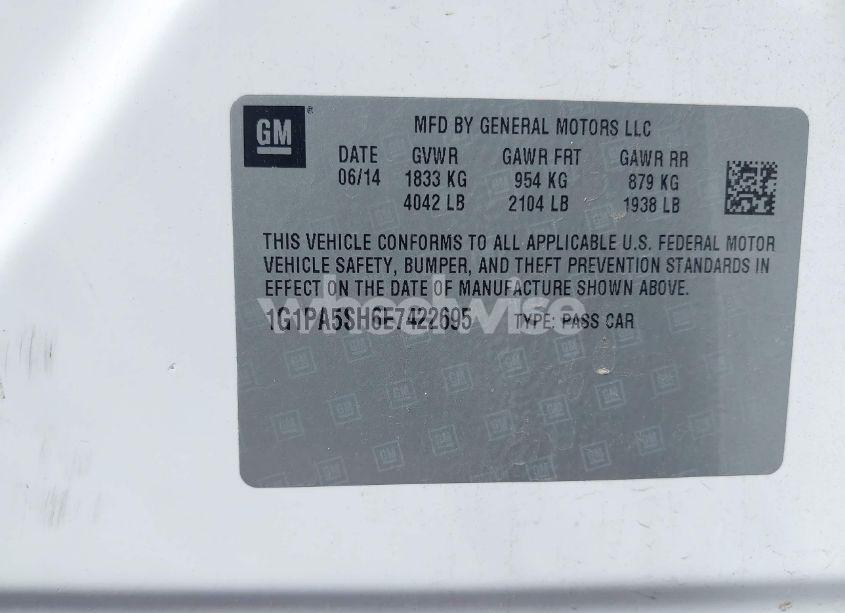 GM®
MFD BY GENERAL MOTORS LLC
DATE GVWR GAWR FRT GAWR RR
06/14 1833 KG 954 KG 879 KG
4042 LB 2104 LB 1938 LB
THIS VEHICLE CONFORMS TO ALL APPLICABLE U.S. FEDERAL MOTOR
VEHICLE SAFETY, BUMPER, AND THEFT PREVENTION STANDARDS IN
EFFECT ON THE DATE OF MANUFACTURE SHOWN ABOVE.
wheelwise
1G1PA5SH6E7422695 TYPE: PASS CAR